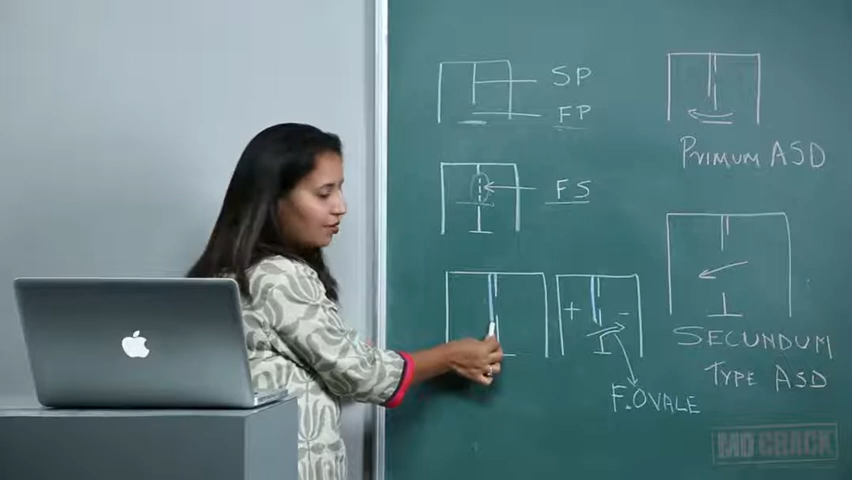 SP
FP
PRIMUM ASD
FS
+ −
SECUNDUM
TYPE ASD
F.OVALE
MD CRACK